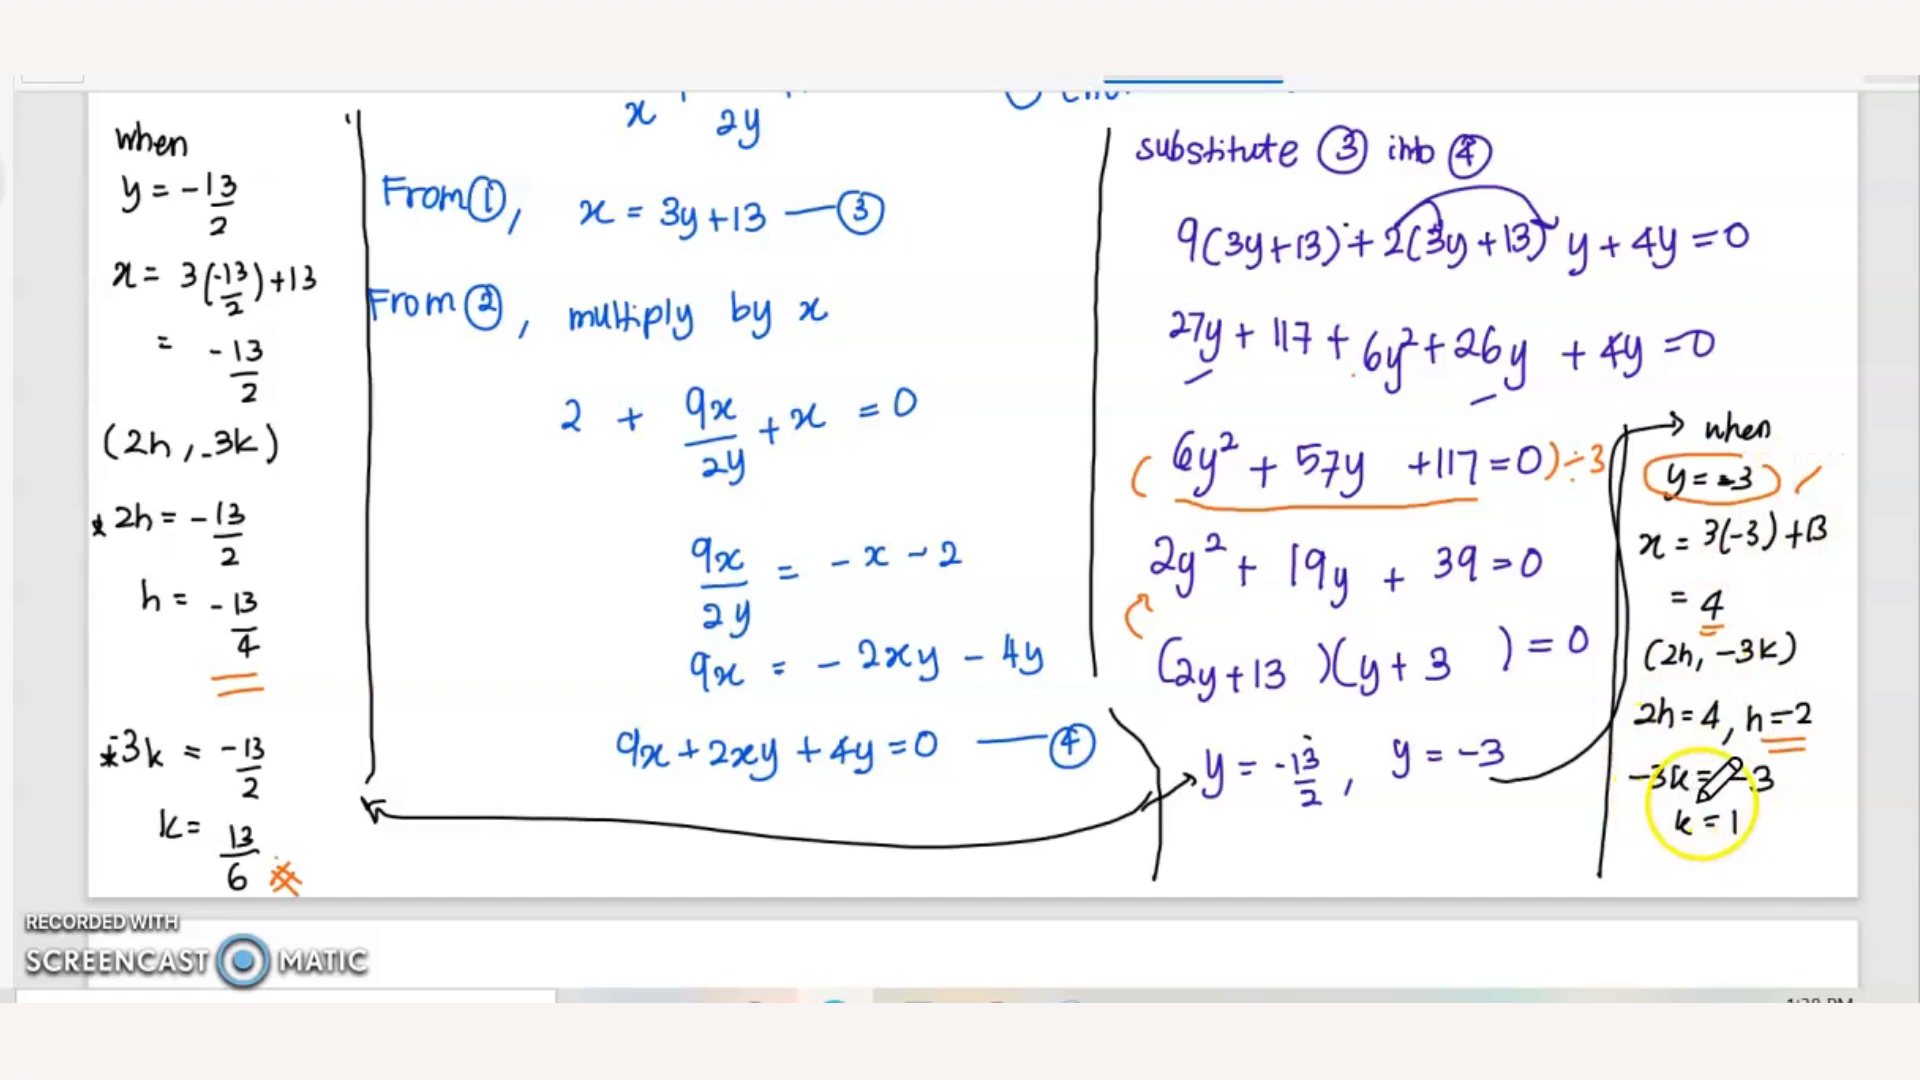 when
y = -13/2
x = 3(-13/2) + 13
= -13/2
(2h, -3k)
* 2h = -13/2
h = -13/4
* -3k = -13/2
k = 13/6
x 2y
From ①, x = 3y + 13 — ③
From ②, multiply by x
2 + 9x/2y + x = 0
9x/2y = -x - 2
9x = -2xy - 4y
9x + 2xy + 4y = 0 — ④
substitute ③ into ④
9(3y + 13) + 2(3y + 13) y + 4y = 0
27y + 117 + 6y² + 26y + 4y = 0
(6y² + 57y + 117 = 0) ÷ 3
2y² + 19y + 39 = 0
(2y + 13)(y + 3) = 0
y = -13/2, y = -3
when
y = -3
x = 3(-3) + 13
= 4
(2h, -3k)
2h = 4, h = -2
-3k = -3
k = 1
RECORDED WITH
SCREENCAST MATIC